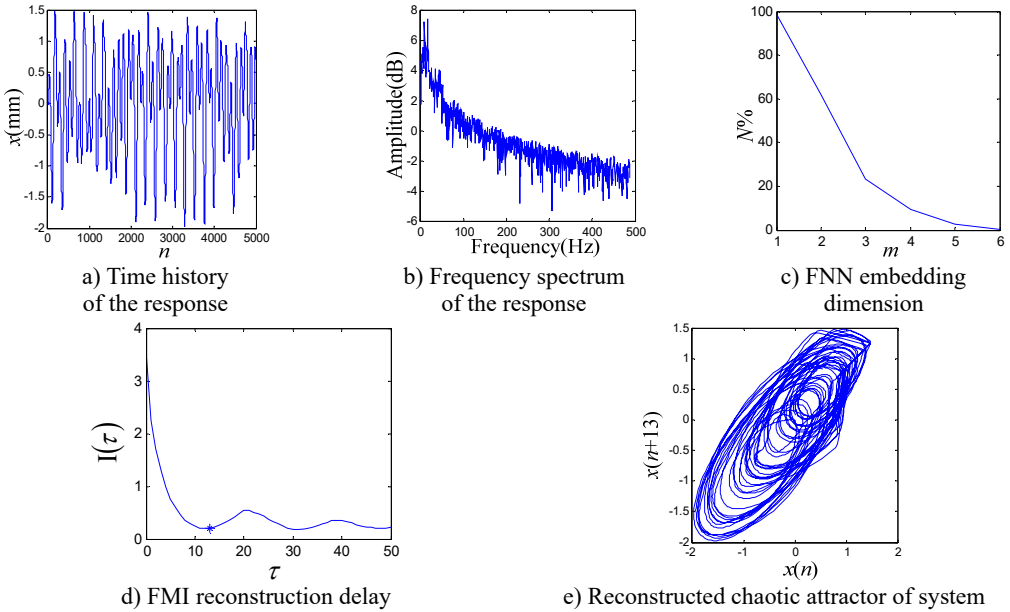 1.5
1
0.5
0
-0.5
-1
-1.5
-2
x(mm)
0 1000 2000 3000 4000 5000
n
a) Time history
of the response
8
6
4
2
0
-2
-4
-6
Amplitude(dB)
0 100 200 300 400 500
Frequency(Hz)
b) Frequency spectrum
of the response
100
80
60
40
20
0
N%
1 2 3 4 5 6
m
c) FNN embedding
dimension
4
3
2
1
0
I(τ)
0 10 20 30 40 50
τ
d) FMI reconstruction delay
1.5
1
0.5
0
-0.5
-1
-1.5
-2
x(n+13)
-2 -1 0 1 2
x(n)
e) Reconstructed chaotic attractor of system